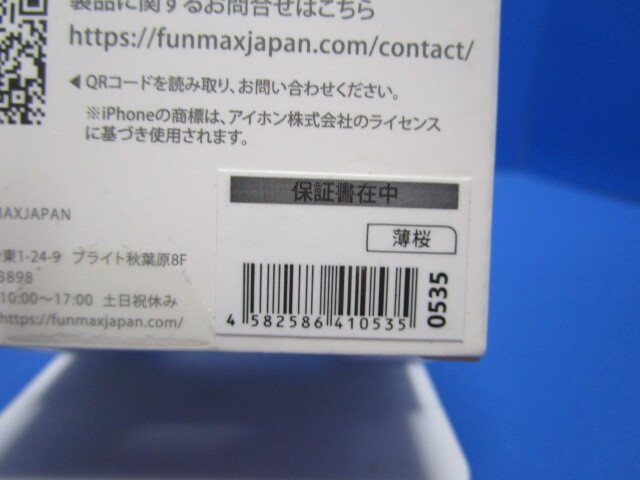 製品に関するお問合せはこちら
https://funmaxjapan.com/contact/
◀QRコードを読み取り、お問い合わせください。
※iPhoneの商標は、アイホン株式会社のライセンス
に基づき使用されます。
MAXJAPAN
東1-24-9 ブライト秋葉原8F
3898
10:00～17:00 土日祝休み
https://funmaxjapan.com/
保証書在中
薄桜
4 582586 410535
0535